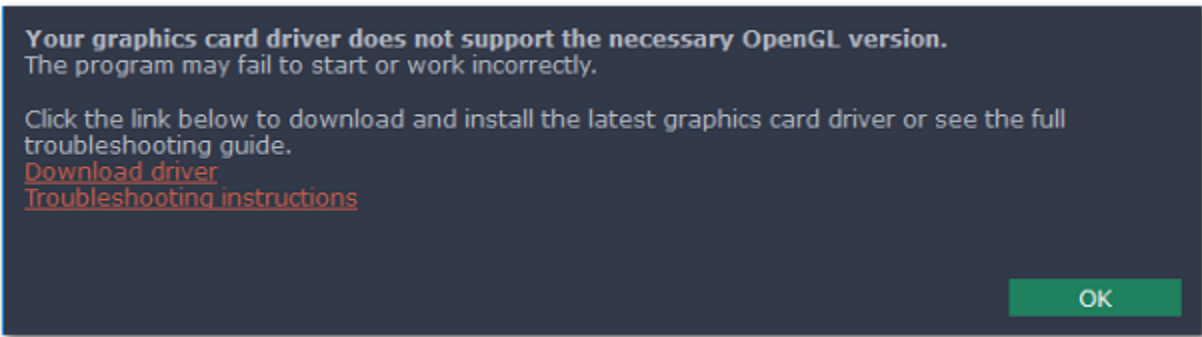 Your graphics card driver does not support the necessary OpenGL version.
The program may fail to start or work incorrectly.
Click the link below to download and install the latest graphics card driver or see the full
troubleshooting guide.
Download driver
Troubleshooting instructions
OK